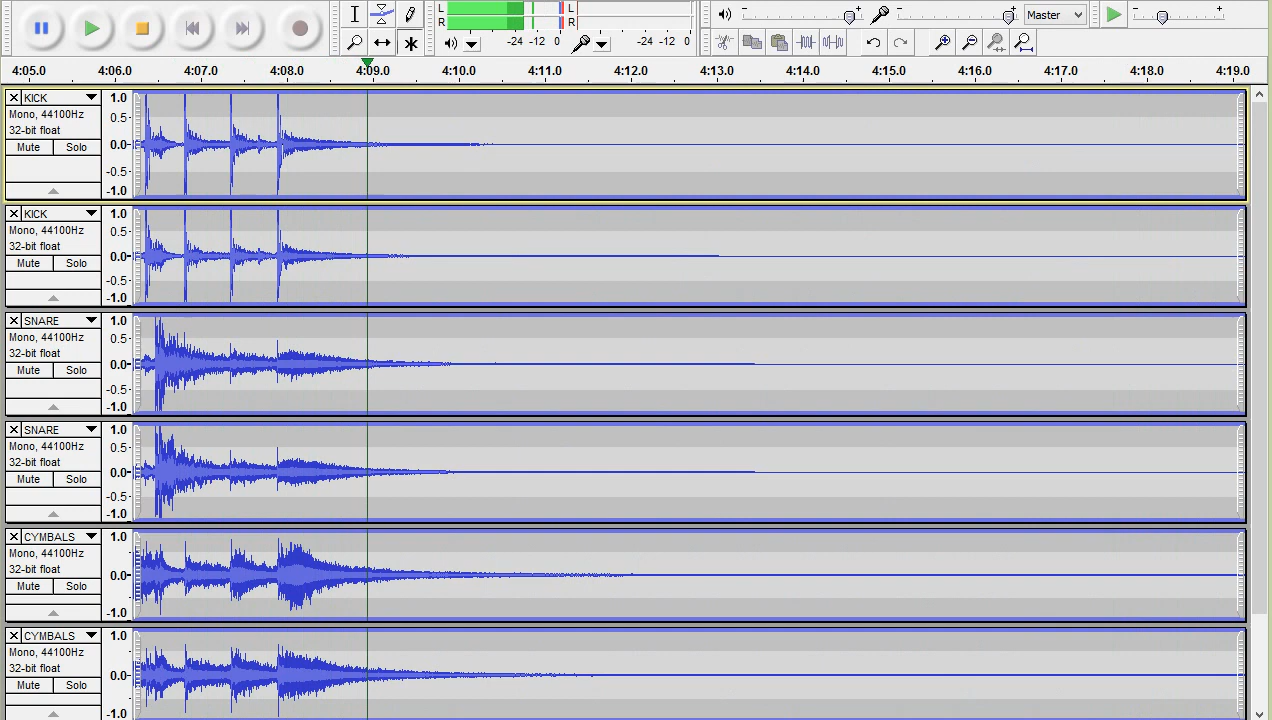 L
R
L
R
-24 -12 0
-24 -12 0
Master
4:05.0 4:06.0 4:07.0 4:08.0 4:09.0 4:10.0 4:11.0 4:12.0 4:13.0 4:14.0 4:15.0 4:16.0 4:17.0 4:18.0 4:19.0
KICK
Mono, 44100Hz
32-bit float
Mute Solo
1.0
0.5-
0.0-
-0.5-
-1.0
KICK
Mono, 44100Hz
32-bit float
Mute Solo
1.0
0.5-
0.0-
-0.5-
-1.0
SNARE
Mono, 44100Hz
32-bit float
Mute Solo
1.0
0.5-
0.0-
-0.5-
-1.0
SNARE
Mono, 44100Hz
32-bit float
Mute Solo
1.0
0.5-
0.0-
-0.5-
-1.0
CYMBALS
Mono, 44100Hz
32-bit float
Mute Solo
1.0
0.0-
-1.0
CYMBALS
Mono, 44100Hz
32-bit float
Mute Solo
1.0
0.0-
-1.0